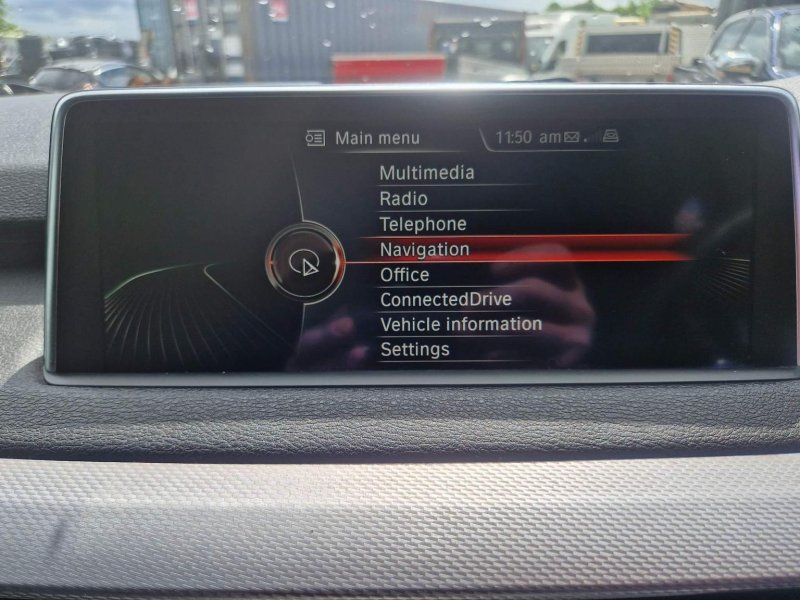 Main menu
11:50 am
Multimedia
Radio
Telephone
Navigation
Office
ConnectedDrive
Vehicle information
Settings